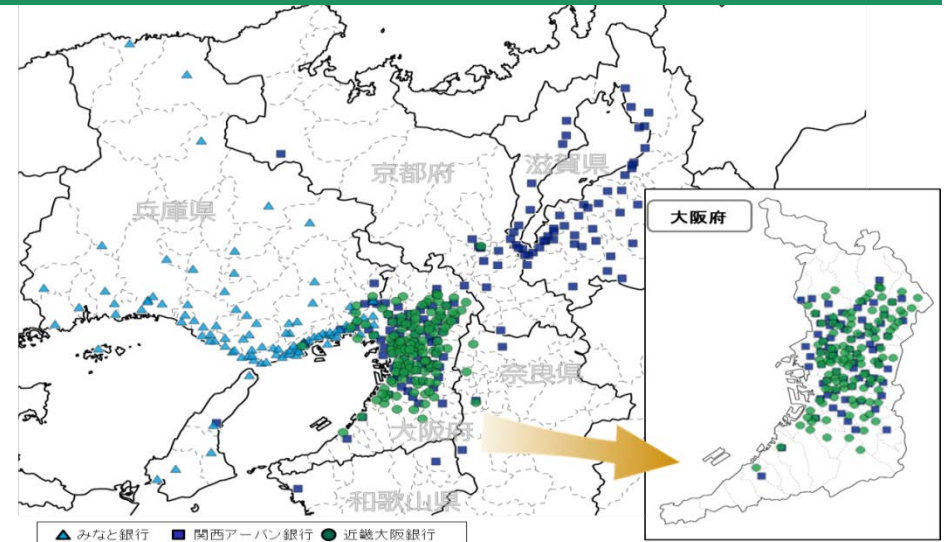 京都府
滋賀県
兵庫県
大阪府
奈良県
大阪府
和歌山県
みなと銀行 関西アーバン銀行 近畿大阪銀行